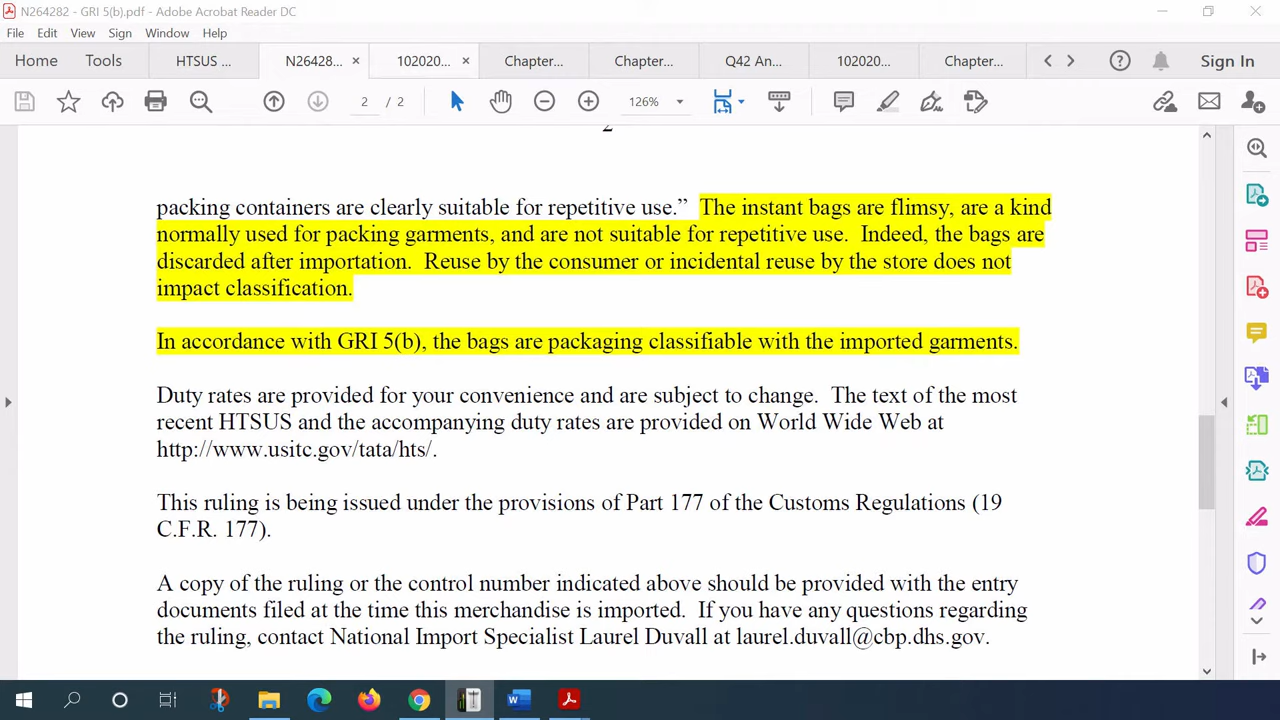 N264282 - GRI 5(b).pdf - Adobe Acrobat Reader DC
File Edit View Sign Window Help
Home Tools HTSUS ... N26428... × 102020... × Chapter... Chapter... Q42 An... 102020... Chapter... Sign In
2 / 2 126%
2
packing containers are clearly suitable for repetitive use.” The instant bags are flimsy, are a kind
normally used for packing garments, and are not suitable for repetitive use. Indeed, the bags are
discarded after importation. Reuse by the consumer or incidental reuse by the store does not
impact classification.
In accordance with GRI 5(b), the bags are packaging classifiable with the imported garments.
Duty rates are provided for your convenience and are subject to change. The text of the most
recent HTSUS and the accompanying duty rates are provided on World Wide Web at
http://www.usitc.gov/tata/hts/.
This ruling is being issued under the provisions of Part 177 of the Customs Regulations (19
C.F.R. 177).
A copy of the ruling or the control number indicated above should be provided with the entry
documents filed at the time this merchandise is imported. If you have any questions regarding
the ruling, contact National Import Specialist Laurel Duvall at laurel.duvall@cbp.dhs.gov.